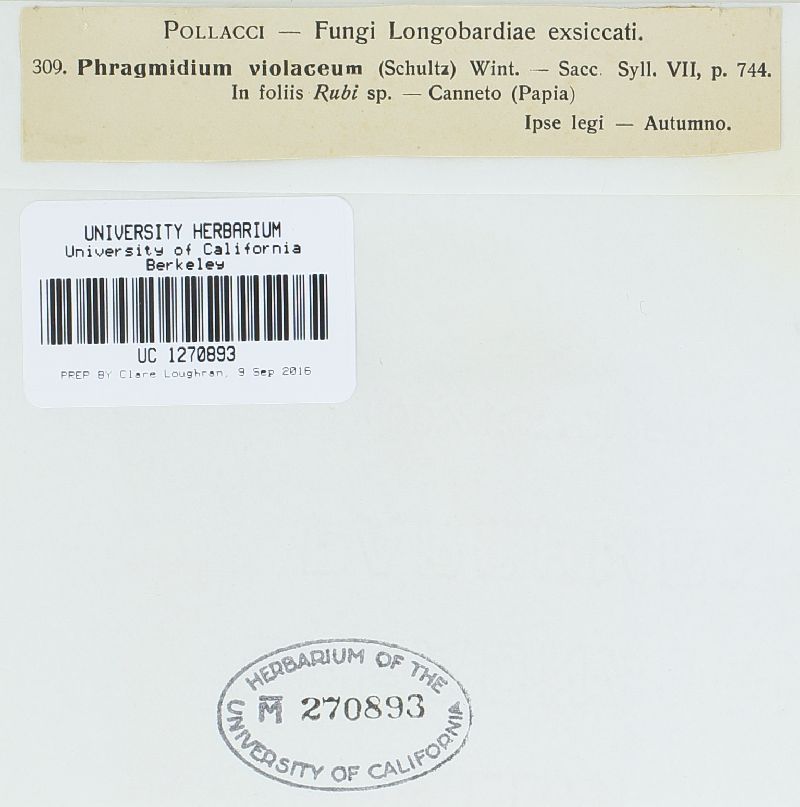 POLLACCI — Fungi Longobardiae exsiccati.
309. Phragmidium violaceum (Schultz) Wint. — Sacc. Syll. VII, p. 744.
In foliis Rubi sp. — Canneto (Papia)
Ipse legi — Autumno.
UNIVERSITY HERBARIUM
University of California
Berkeley
UC 1270893
PREP BY Clare Loughran, 9 Sep 2016
HERBARIUM OF THE
M 270893
UNIVERSITY OF CALIFORNIA